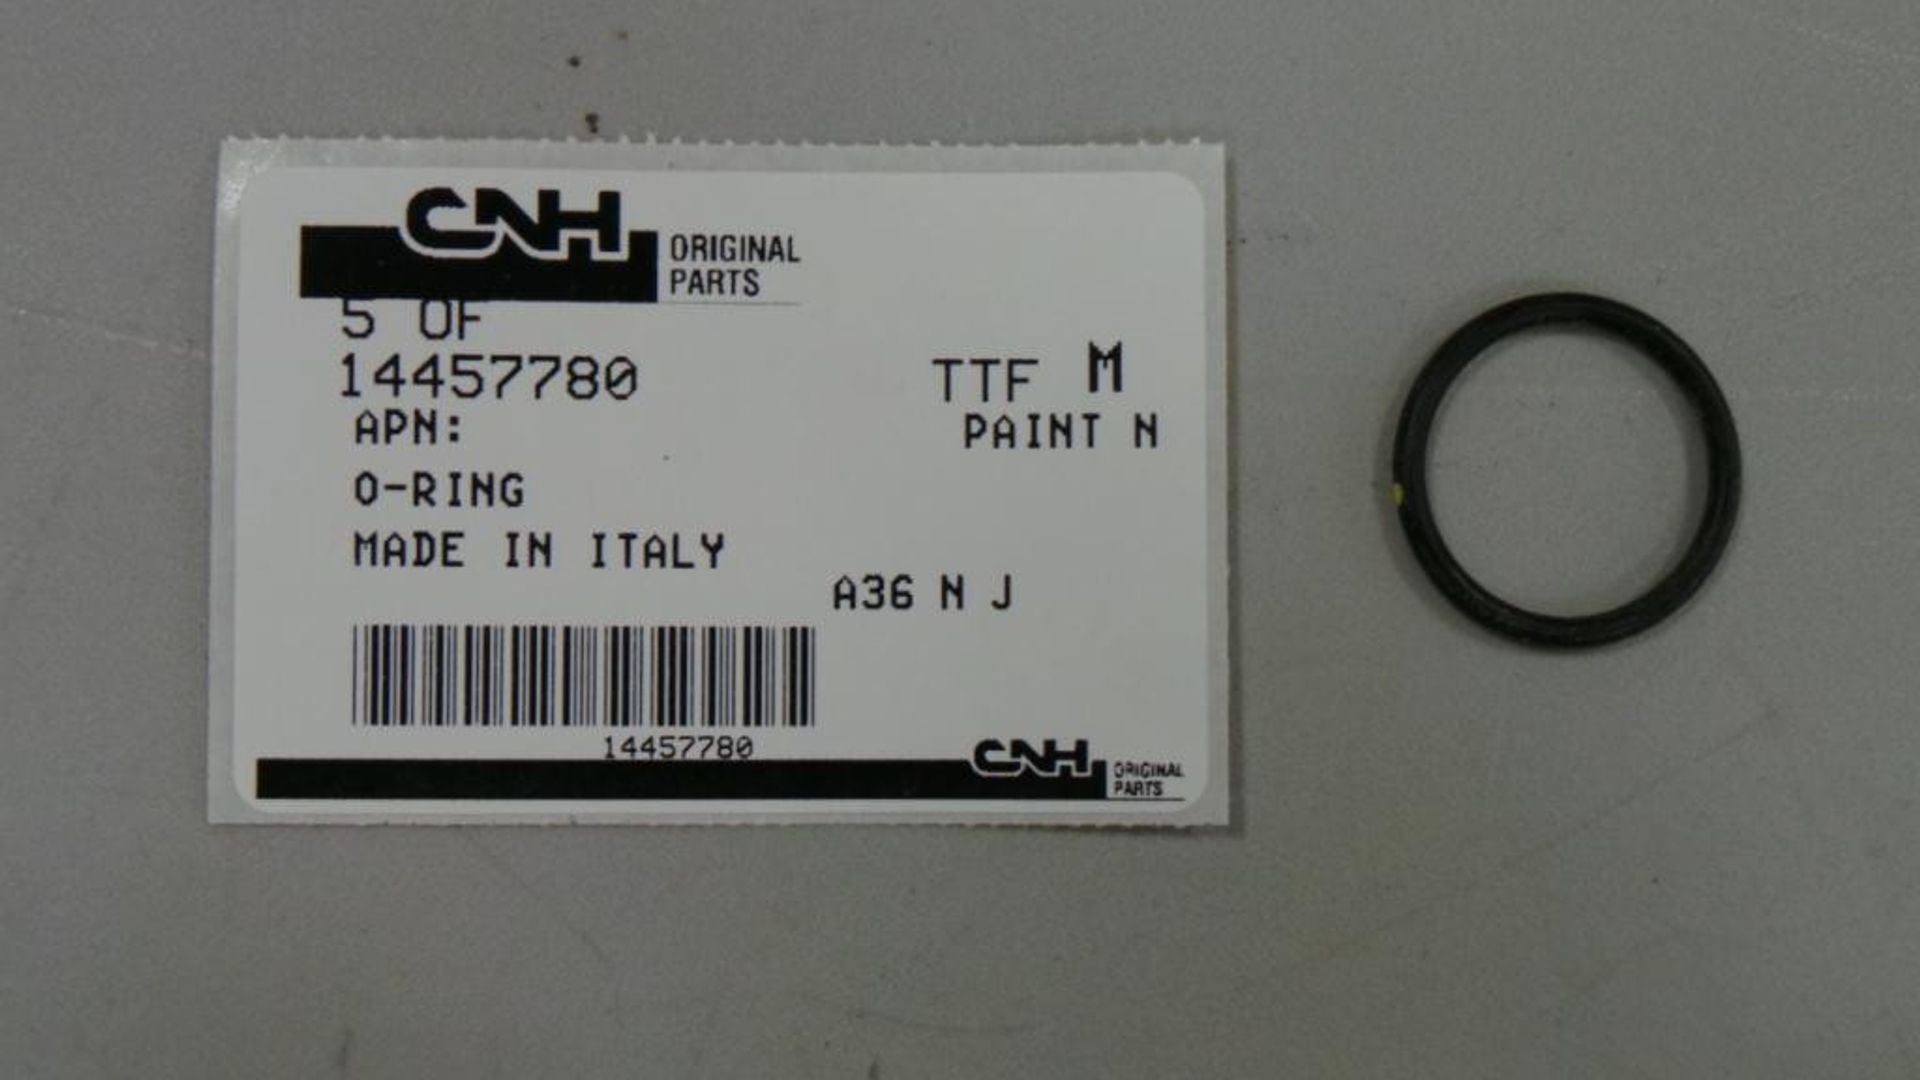 CNH ORIGINAL
PARTS
5 OF
14457780
TTF M
APN:
PAINT N
O-RING
MADE IN ITALY
A36 N J
14457780
CNH ORIGINAL
PARTS